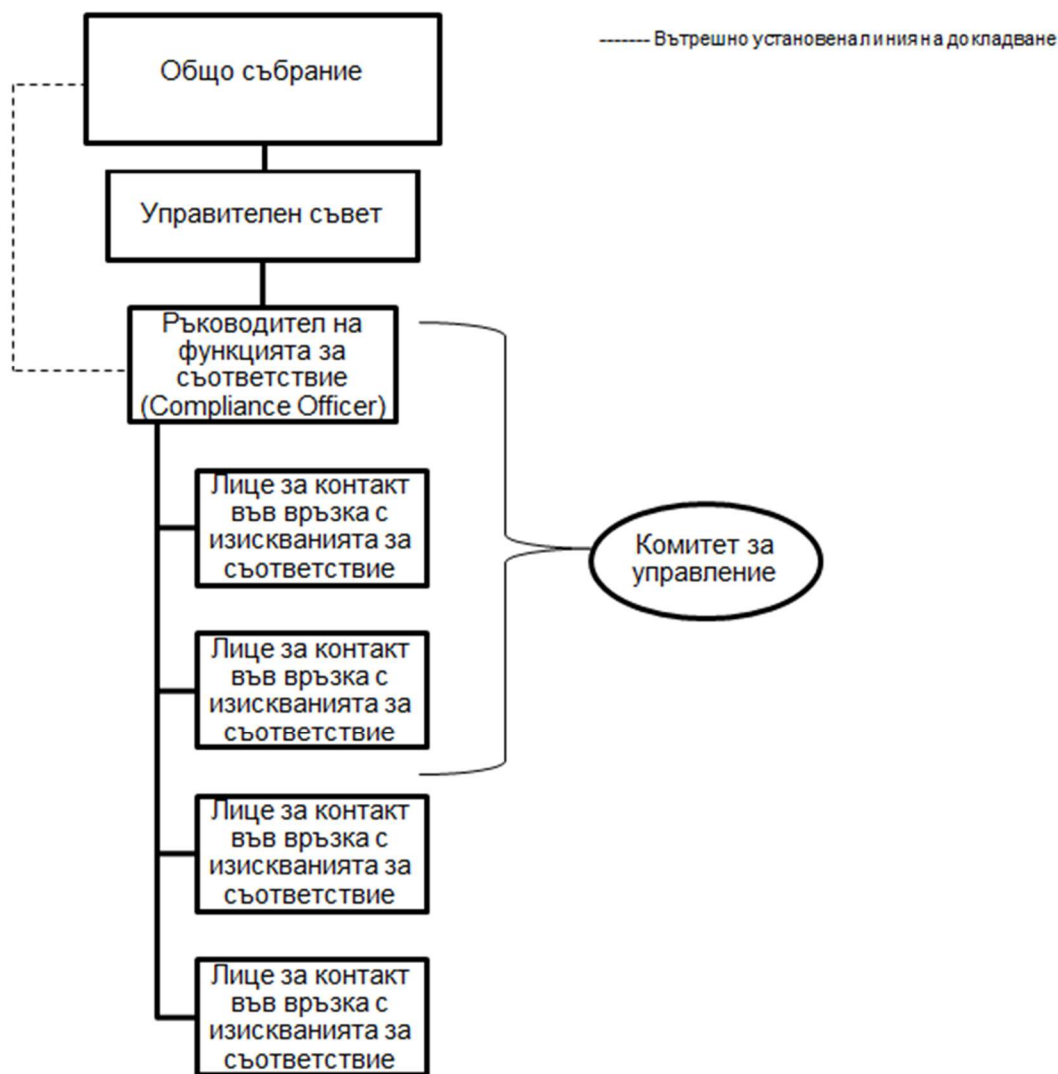 ------- Вътрешно установена линия на докладване
Общо събрание
Управителен съвет
Ръководител на
функцията за
съответствие
(Compliance Officer)
Лице за контакт
във връзка с
изискванията за
съответствие
Комитет за
управление
Лице за контакт
във връзка с
изискванията за
съответствие
Лице за контакт
във връзка с
изискванията за
съответствие
Лице за контакт
във връзка с
изискванията за
съответствие